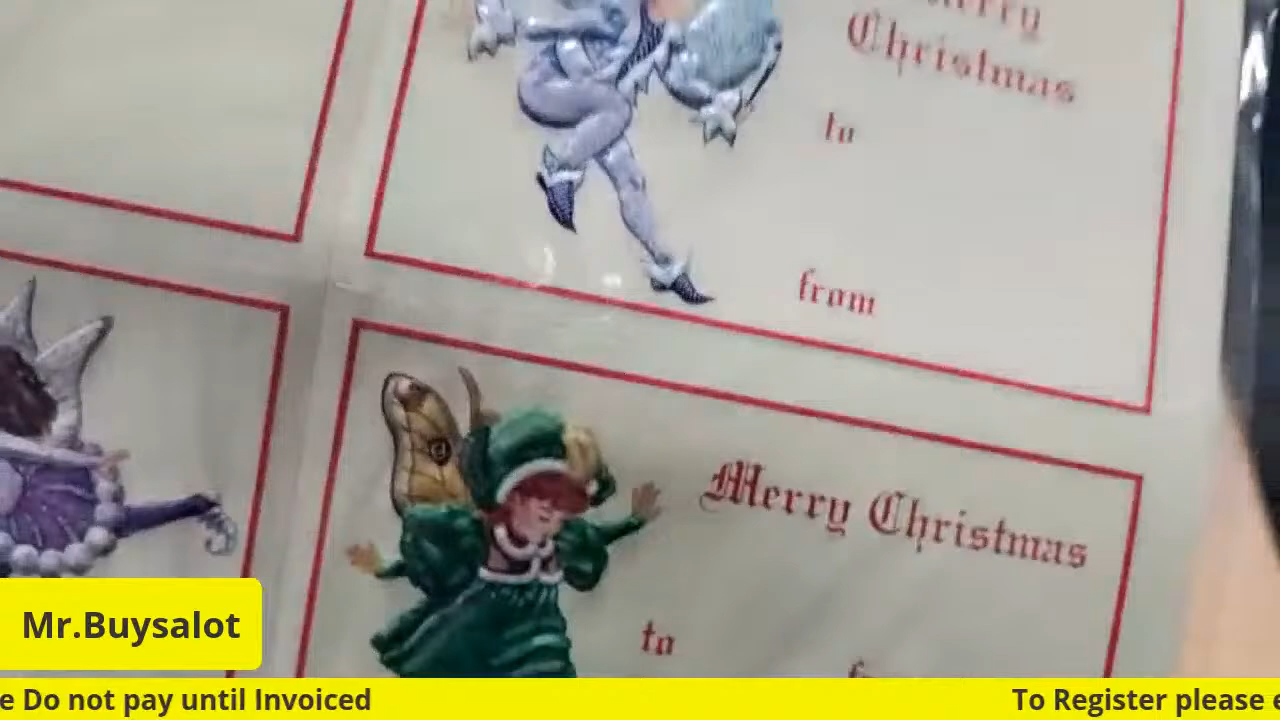 Christmas
to
from
Merry Christmas
to
Mr.Buysalot
e Do not pay until Invoiced
To Register please e